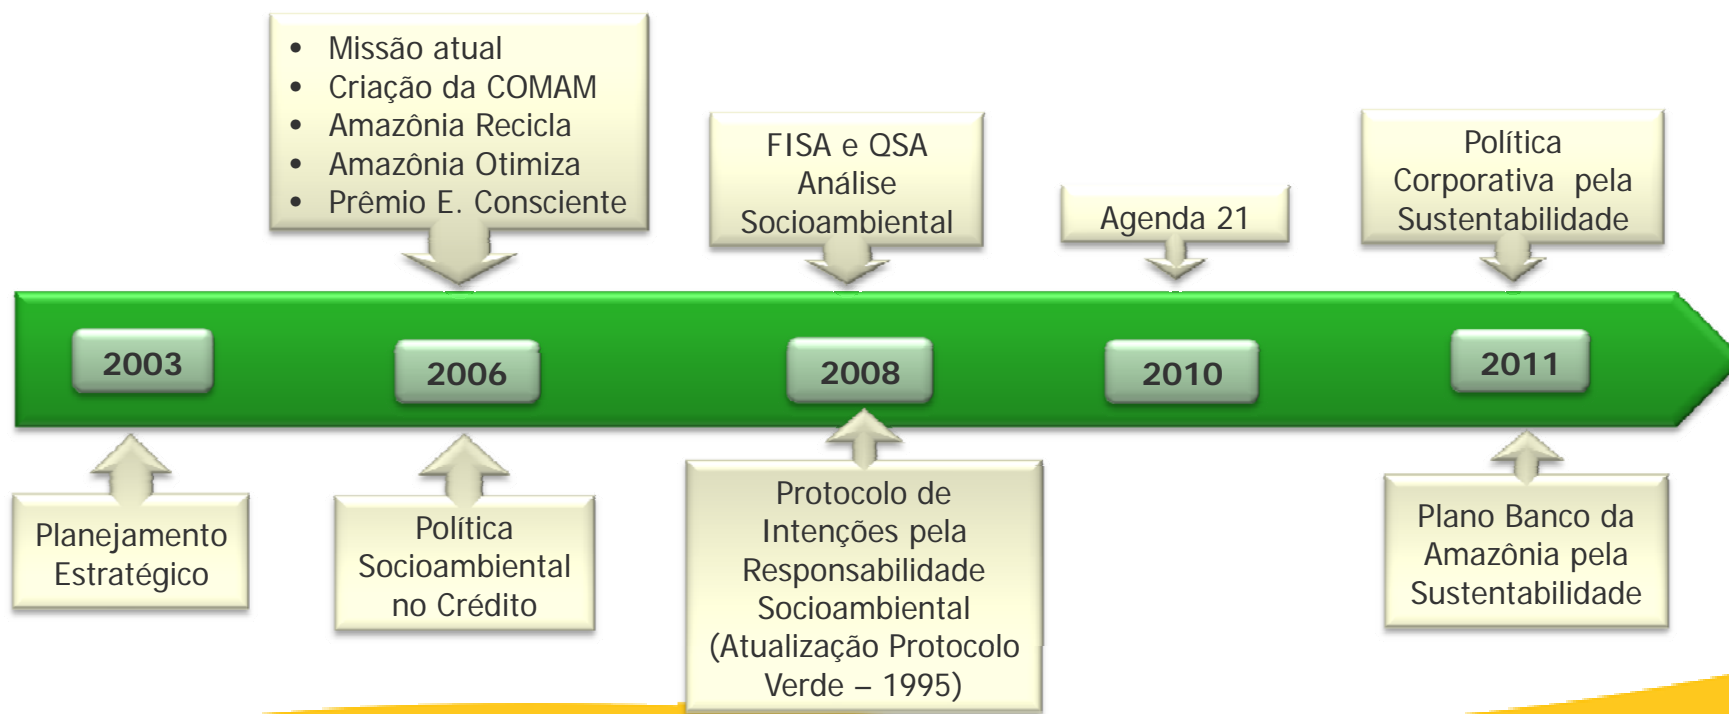 • Missão atual
• Criação da COMAM
• Amazônia Recicla
• Amazônia Otimiza
• Prêmio E. Consciente
FISA e QSA
Análise
Socioambiental
Agenda 21
Política
Corporativa pela
Sustentabilidade
2003
2006
2008
2010
2011
Planejamento
Estratégico
Política
Socioambiental
no Crédito
Protocolo de
Intenções pela
Responsabilidade
Socioambiental
(Atualização Protocolo
Verde – 1995)
Plano Banco da
Amazônia pela
Sustentabilidade